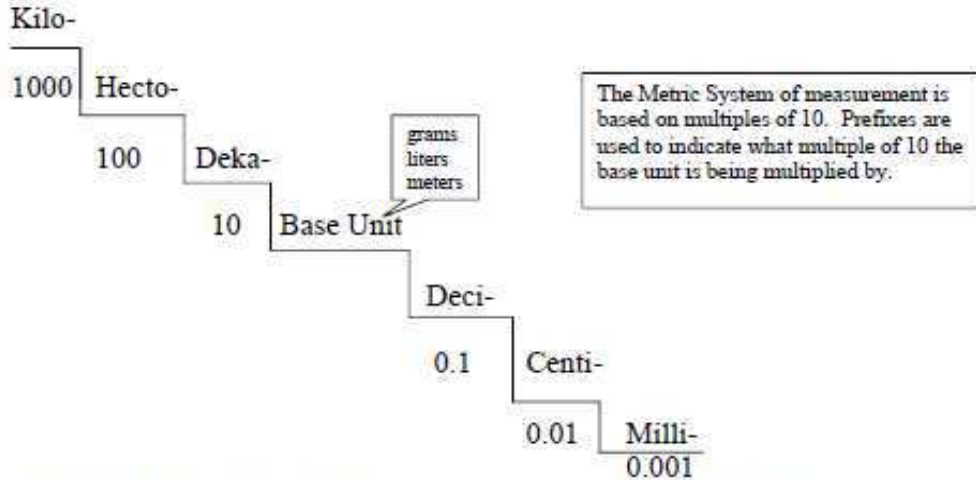 Kilo-
1000 Hecto-
100 Deka-
10 Base Unit
grams
liters
meters
The Metric System of measurement is
based on multiples of 10. Prefixes are
used to indicate what multiple of 10 the
base unit is being multiplied by.
Deci-
0.1 Centi-
0.01 Milli-
0.001